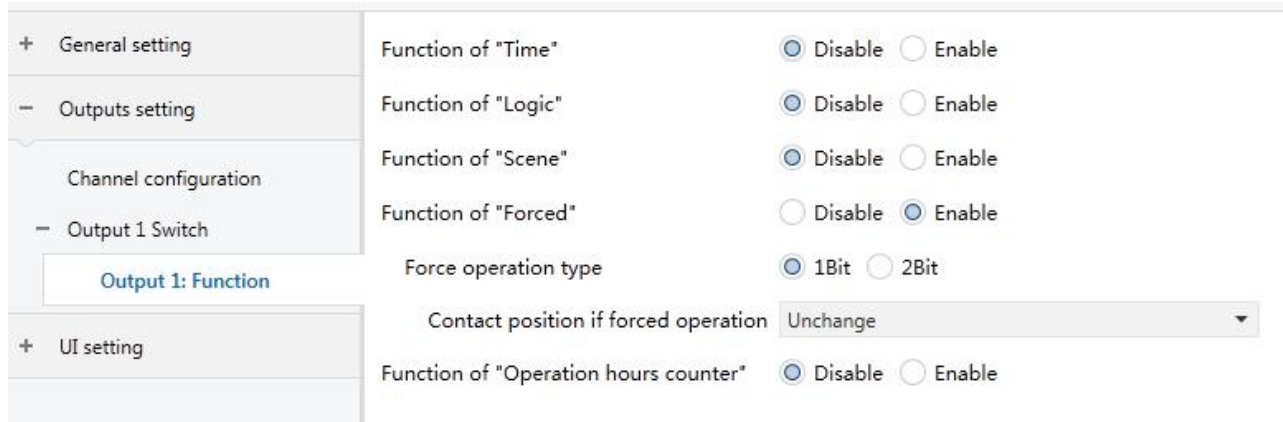 + General setting
− Outputs setting
Channel configuration
− Output 1 Switch
Output 1: Function
+ UI setting
Function of "Time" Disable Enable
Function of "Logic" Disable Enable
Function of "Scene" Disable Enable
Function of "Forced" Disable Enable
Force operation type 1Bit 2Bit
Contact position if forced operation Unchange
Function of "Operation hours counter" Disable Enable